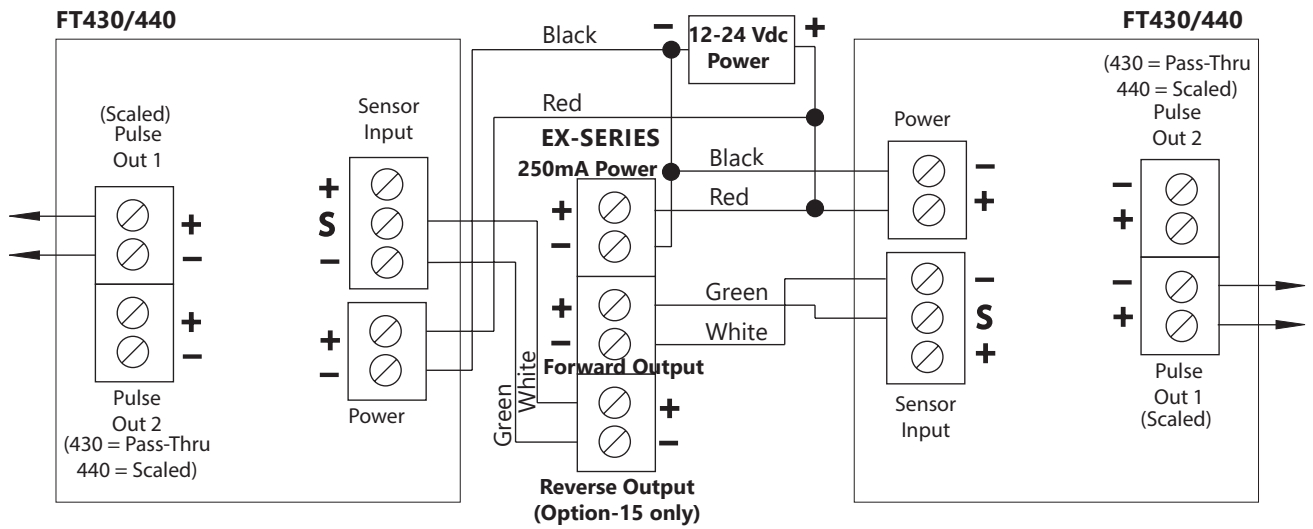 FT430/440
FT430/440
Black
−
12-24 Vdc
Power
+
(430 = Pass-Thru
440 = Scaled)
Pulse
Out 2
(Scaled)
Pulse
Out 1
Sensor
Input
Red
EX-SERIES
250mA Power
Black
Red
Power
−
+
−
+
+
S
−
+
−
+
−
+
−
Green
White
−
S
+
−
+
+
−
+
−
Forward Output
White
Green
+
−
Pulse
Out 2
(430 = Pass-Thru
440 = Scaled)
Power
Reverse Output
(Option-15 only)
Sensor
Input
Pulse
Out 1
(Scaled)